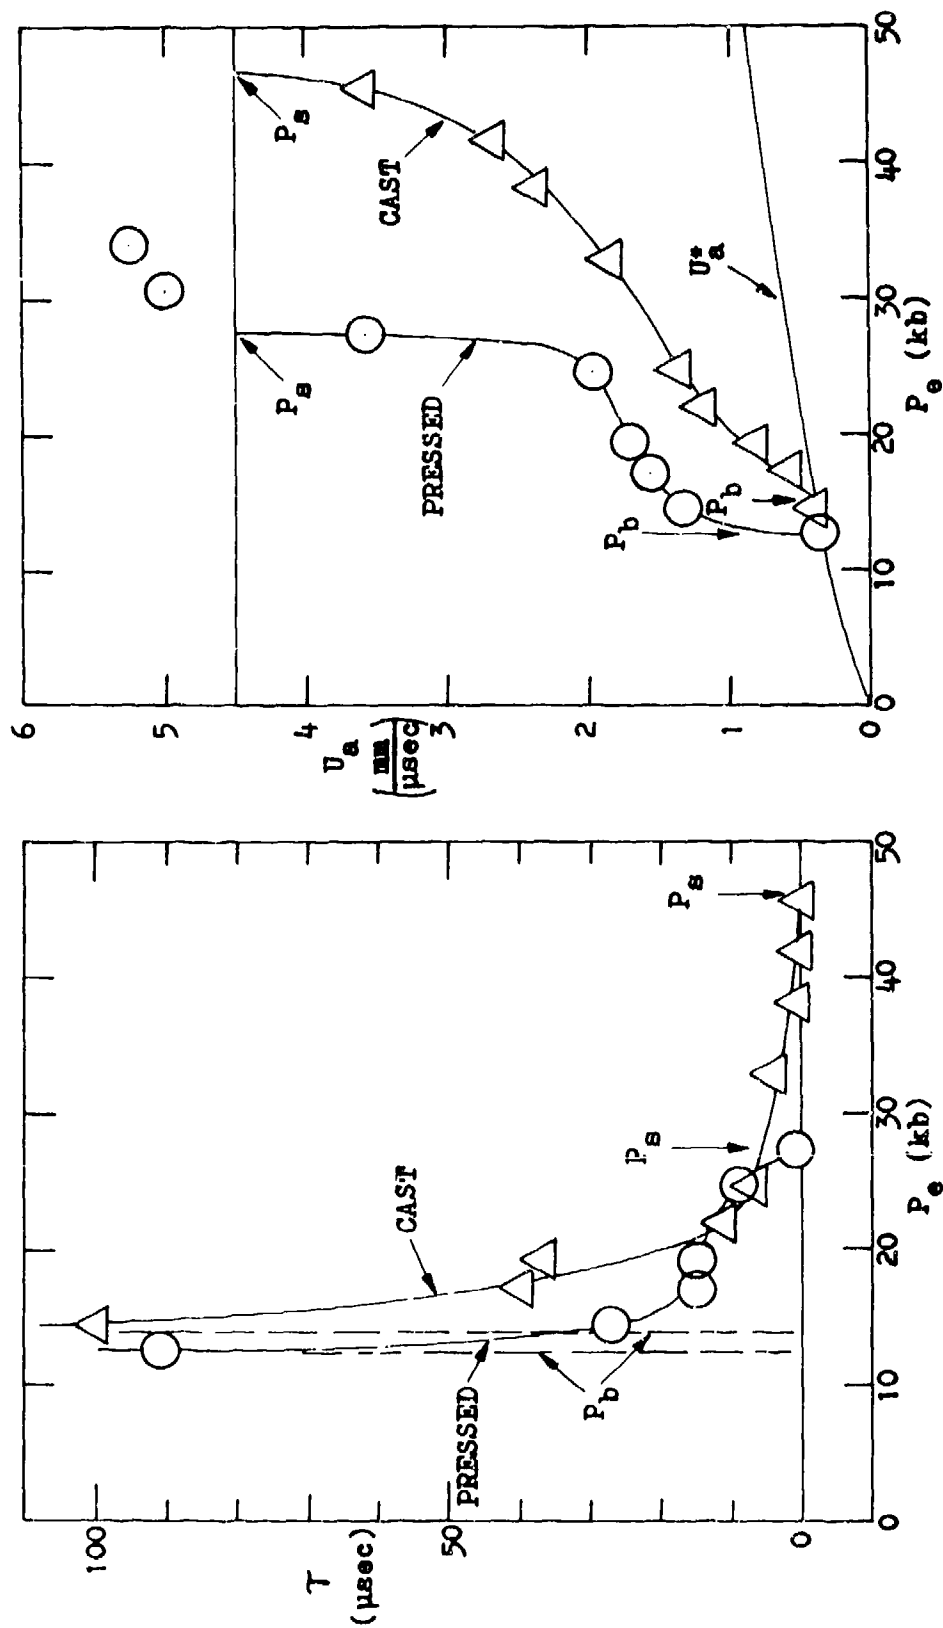 100
50
0
τ
(μsec)
CAST
PRESSED
P_b
P_s
P_s
0
10
20
30
40
50
P_e (kb)
6
5
4
3
2
1
0
U_a
(mm/μsec)
P_s
P_s
CAST
PRESSED
P_b
P_b
U*_a
0
10
20
30
40
50
P_e (kb)